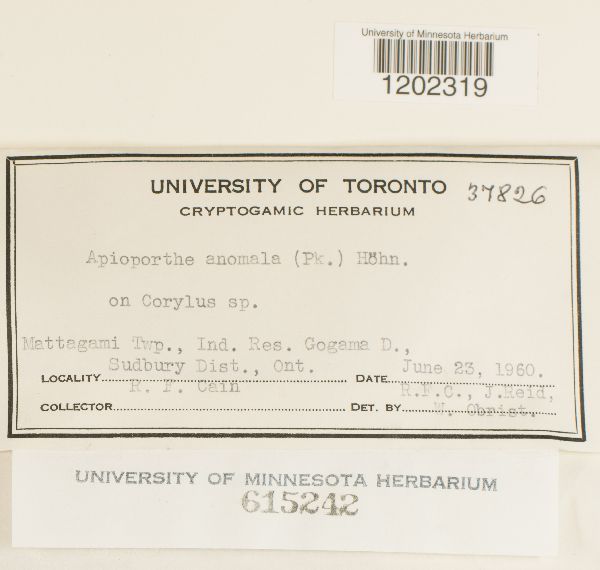 University of Minnesota Herbarium
1202319
UNIVERSITY OF TORONTO 37826
CRYPTOGAMIC HERBARIUM
Apioporthe anomala (Pk.) Höhn.
on Corylus sp.
Mattagami Twp., Ind. Res. Gogama D.,
LOCALITY Sudbury Dist., Ont. DATE June 23, 1960.
COLLECTOR R. F. Cain DET. BY R.F.C., J.Reid,
W. Obrist.
UNIVERSITY OF MINNESOTA HERBARIUM
615242